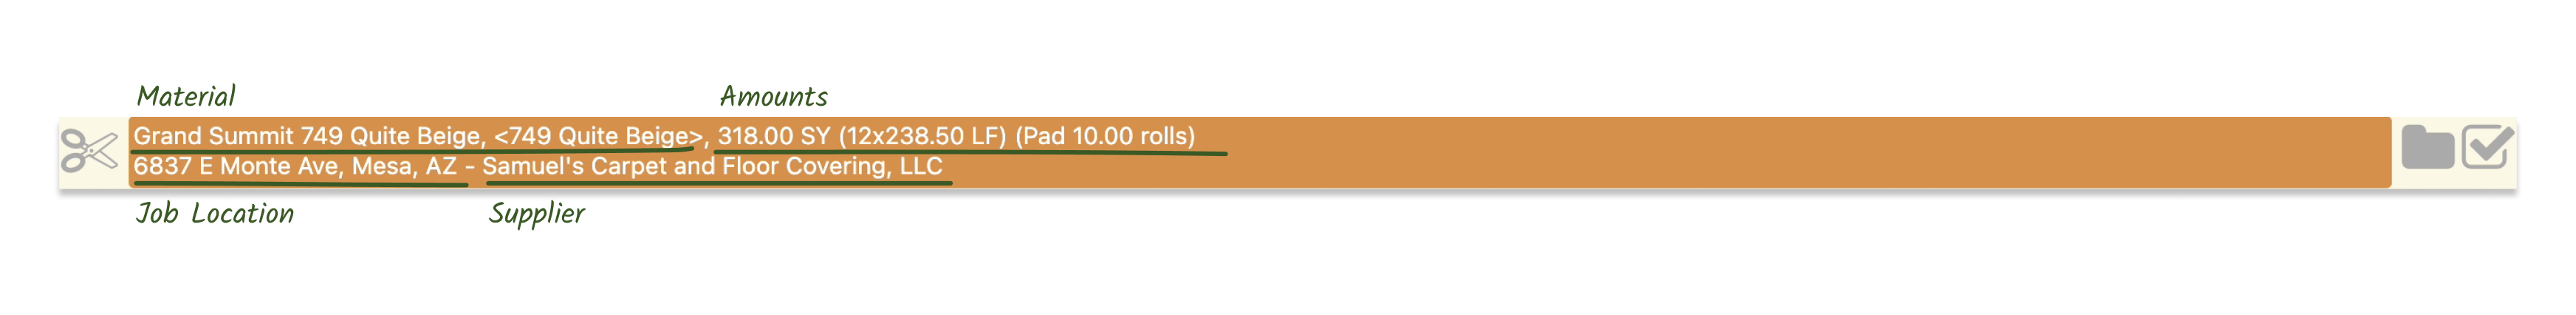 Material Amounts
Grand Summit 749 Quite Beige, <749 Quite Beige>, 318.00 SY (12x238.50 LF) (Pad 10.00 rolls)
6837 E Monte Ave, Mesa, AZ - Samuel's Carpet and Floor Covering, LLC
Job Location Supplier